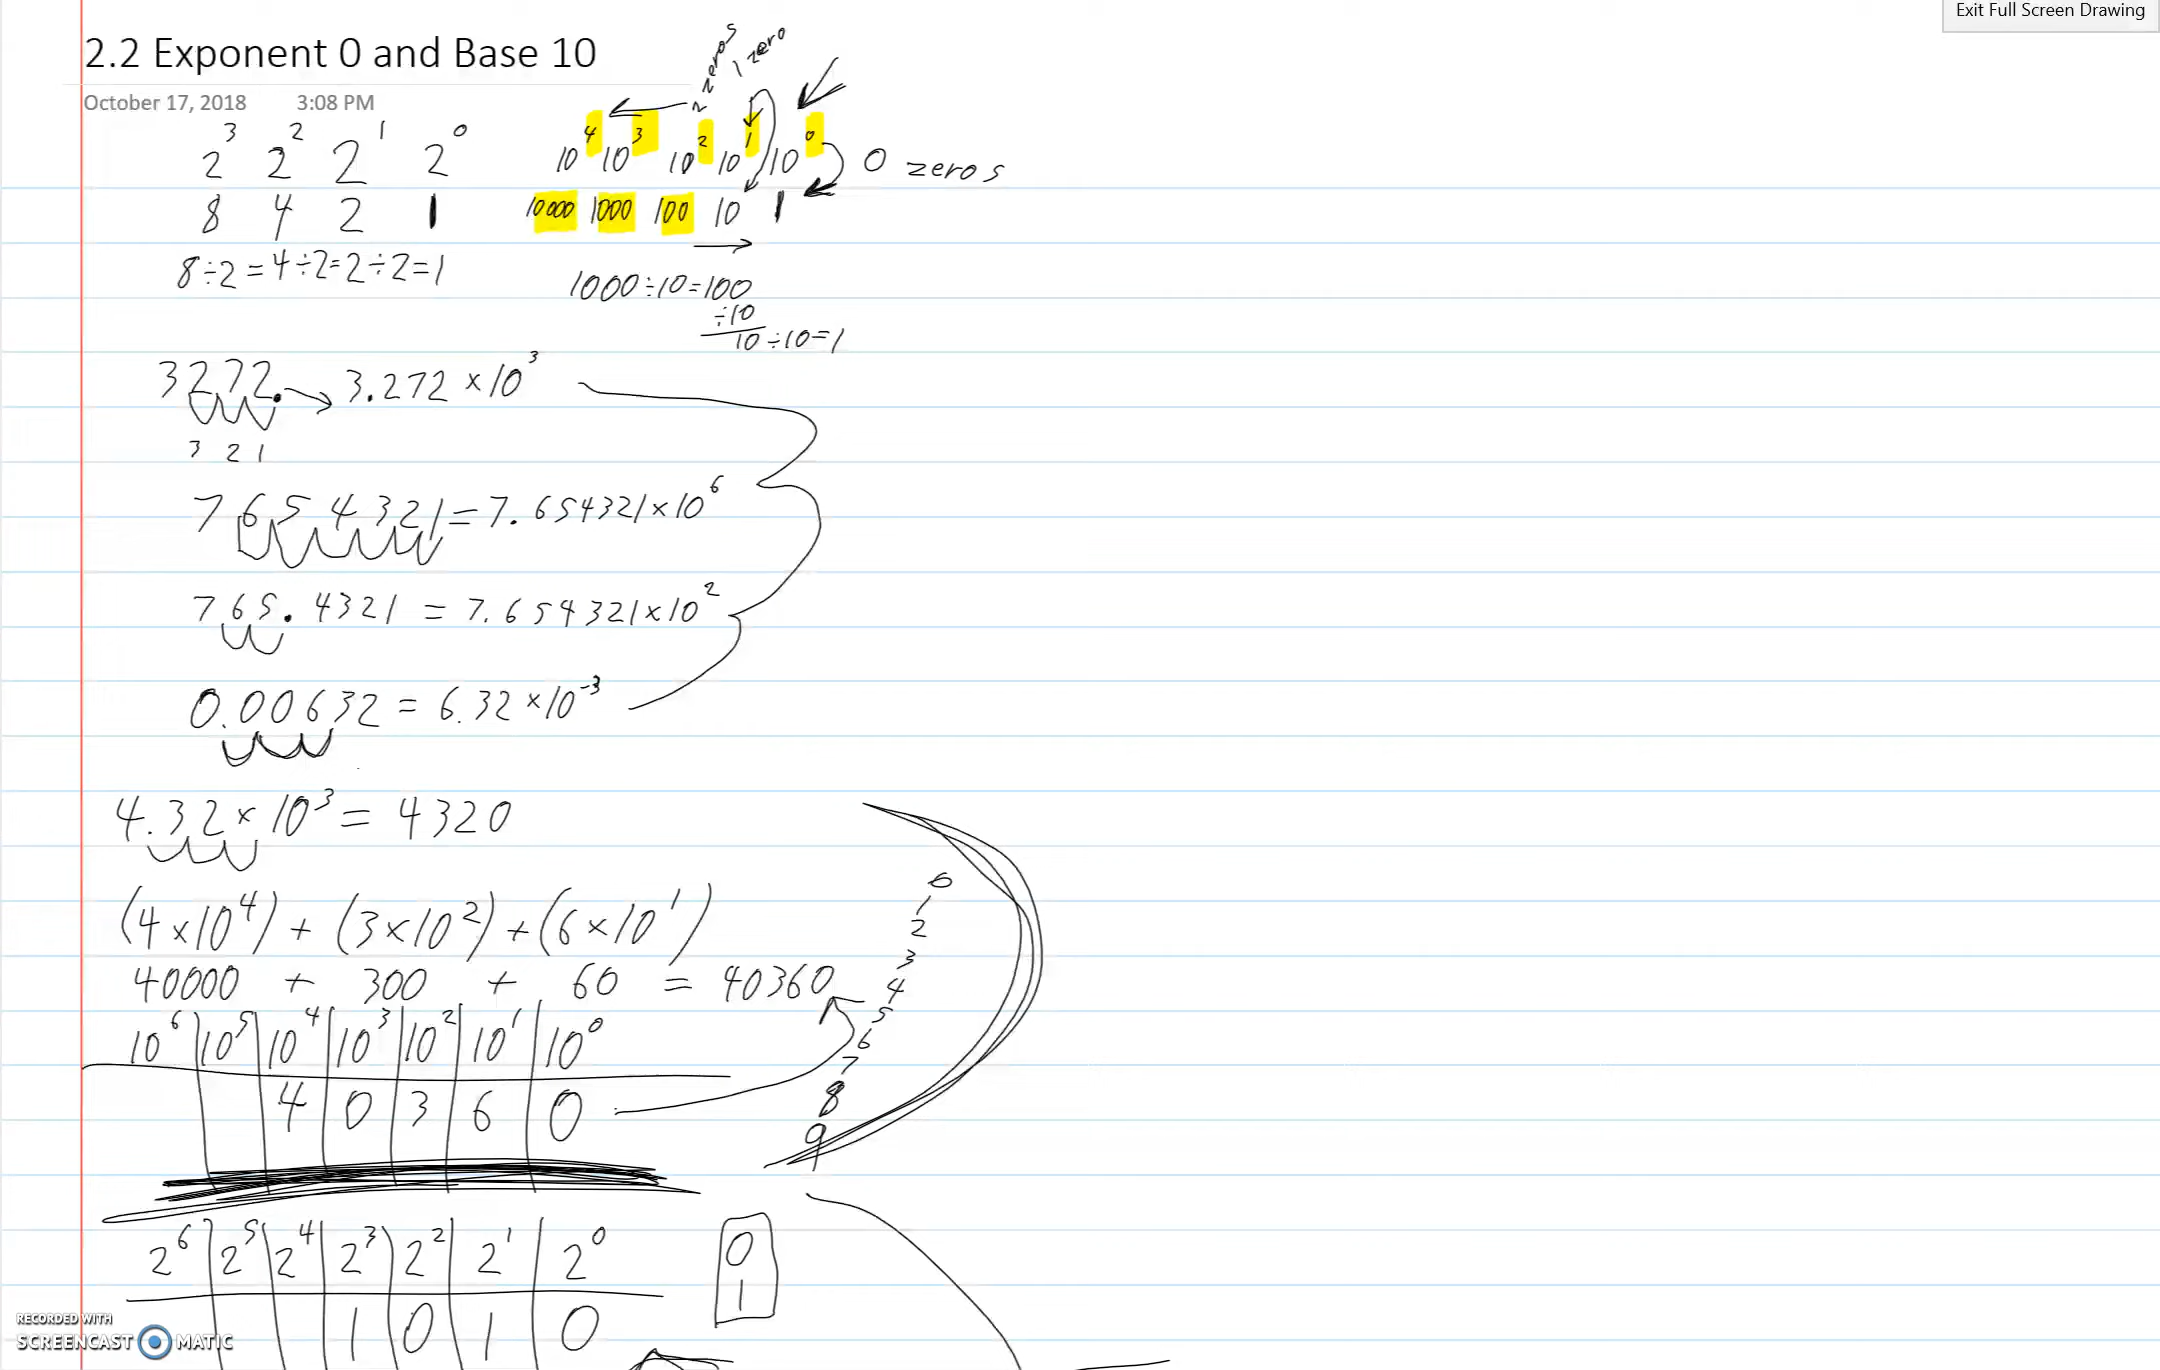 Exit Full Screen Drawing
2.2 Exponent 0 and Base 10
October 17, 2018 3:08 PM
2 zeros 1 zero
2³ 2² 2¹ 2⁰ 10⁴ 10³ 10² 10¹ 10⁰ 0 zeros
8 4 2 1 10000 1000 100 10 1
8÷2=4÷2=2÷2=1
1000÷10=100
÷10
10÷10=1
3272. 3.272×10³
3 2 1
7654321=7.654321×10⁶
765.4321 = 7.654321×10²
0.00632 = 6.32×10⁻³
4.32×10³ = 4320
(4×10⁴) + (3×10²) + (6×10¹)
40000 + 300 + 60 = 40360
0
1
2
3
4
5
6
7
8
9
10⁶ 10⁵ 10⁴ 10³ 10² 10¹ 10⁰
4 0 3 6 0
2⁶ 2⁵ 2⁴ 2³ 2² 2¹ 2⁰
1 0 1 0
0
1
RECORDED WITH
SCREENCAST MATIC